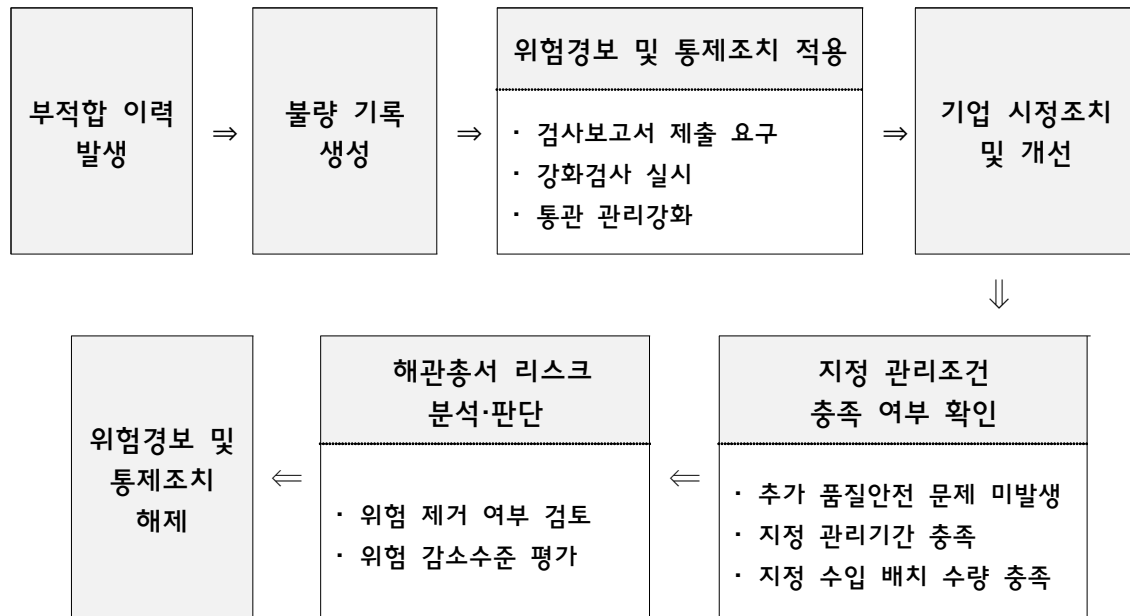 부적합 이력
발생
⇒
불량 기록
생성
⇒
위험경보 및 통제조치 적용
· 검사보고서 제출 요구
· 강화검사 실시
· 통관 관리강화
⇒
기업 시정조치
및 개선
⇓
지정 관리조건
충족 여부 확인
· 추가 품질안전 문제 미발생
· 지정 관리기간 충족
· 지정 수입 배치 수량 충족
⇐
해관총서 리스크
분석·판단
· 위험 제거 여부 검토
· 위험 감소수준 평가
⇐
위험경보 및
통제조치
해제